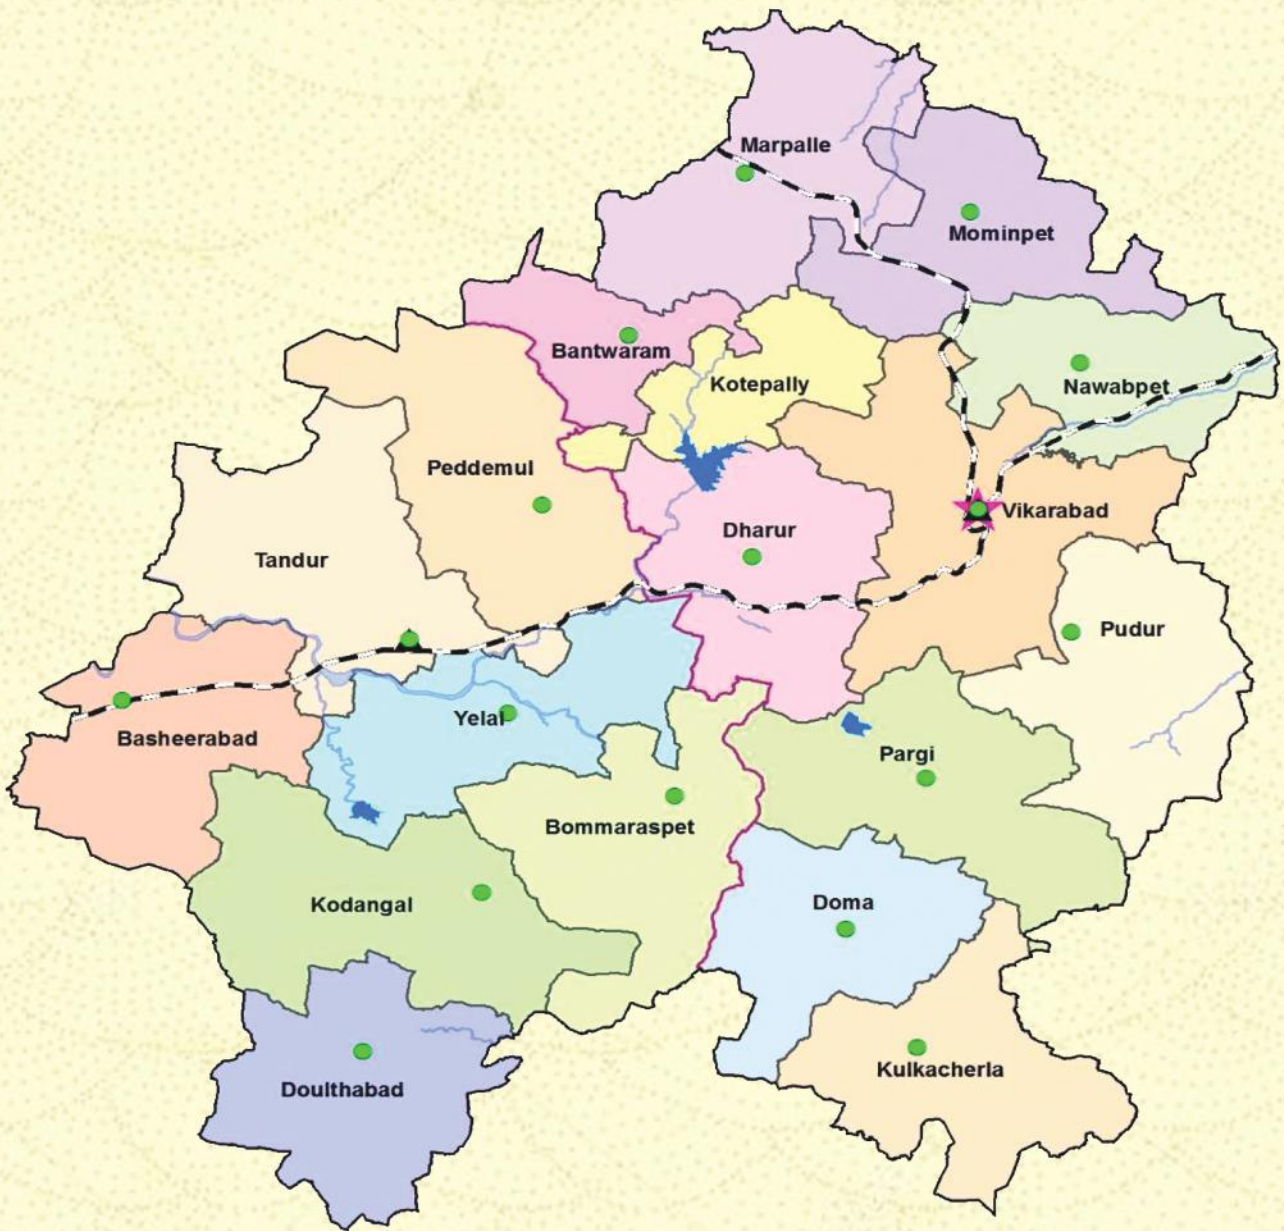 Marpalle
Mominpet
Bantwaram
Kotepally
Nawabpet
Peddemul
Vikarabad
Dharur
Tandur
Pudur
Yelal
Basheerabad
Pargi
Bommaraspet
Kodangal
Doma
Kulkacherla
Doulthabad